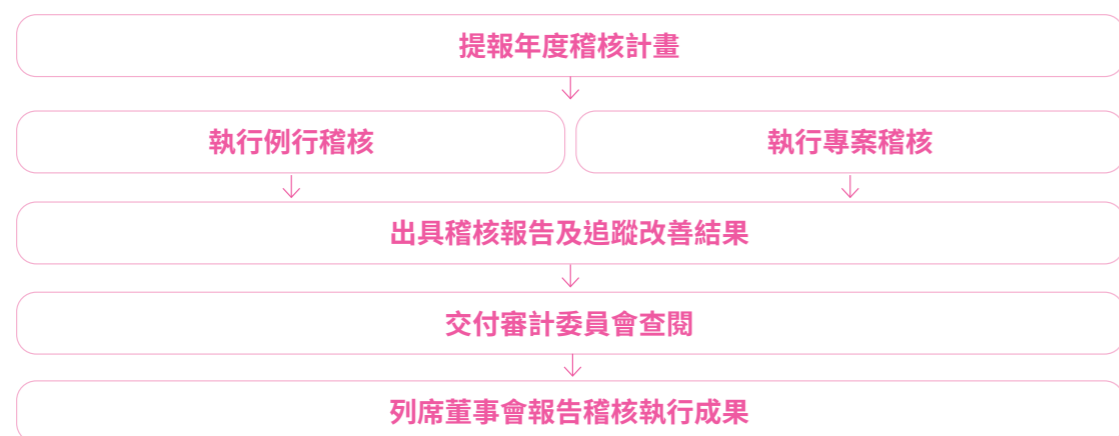 提報年度稽核計畫
執行例行稽核
執行專案稽核
出具稽核報告及追蹤改善結果
交付審計委員會查閱
列席董事會報告稽核執行成果